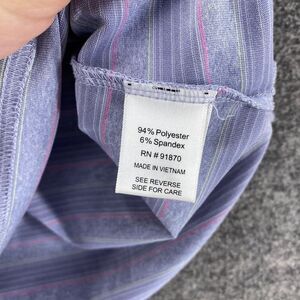 94% Polyester
6% Spandex
RN # 91870
MADE IN VIETNAM
SEE REVERSE
SIDE FOR CARE